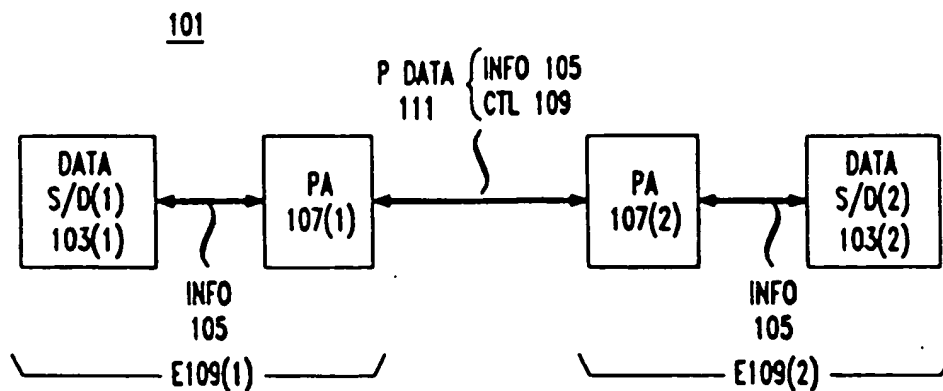 101
P DATA { INFO 105
111 CTL 109
DATA
S/D(1)
103(1)
PA
107(1)
PA
107(2)
DATA
S/D(2)
103(2)
INFO
105
INFO
105
E109(1)
E109(2)